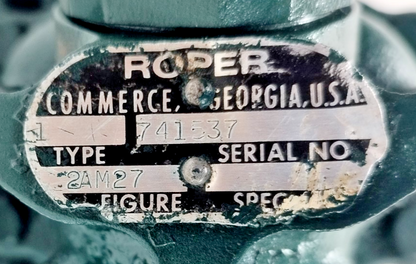 ROPER
COMMERCE, GEORGIA, U.S.A.
741537
TYPE SERIAL NO
2AM27
FIGURE SPEC